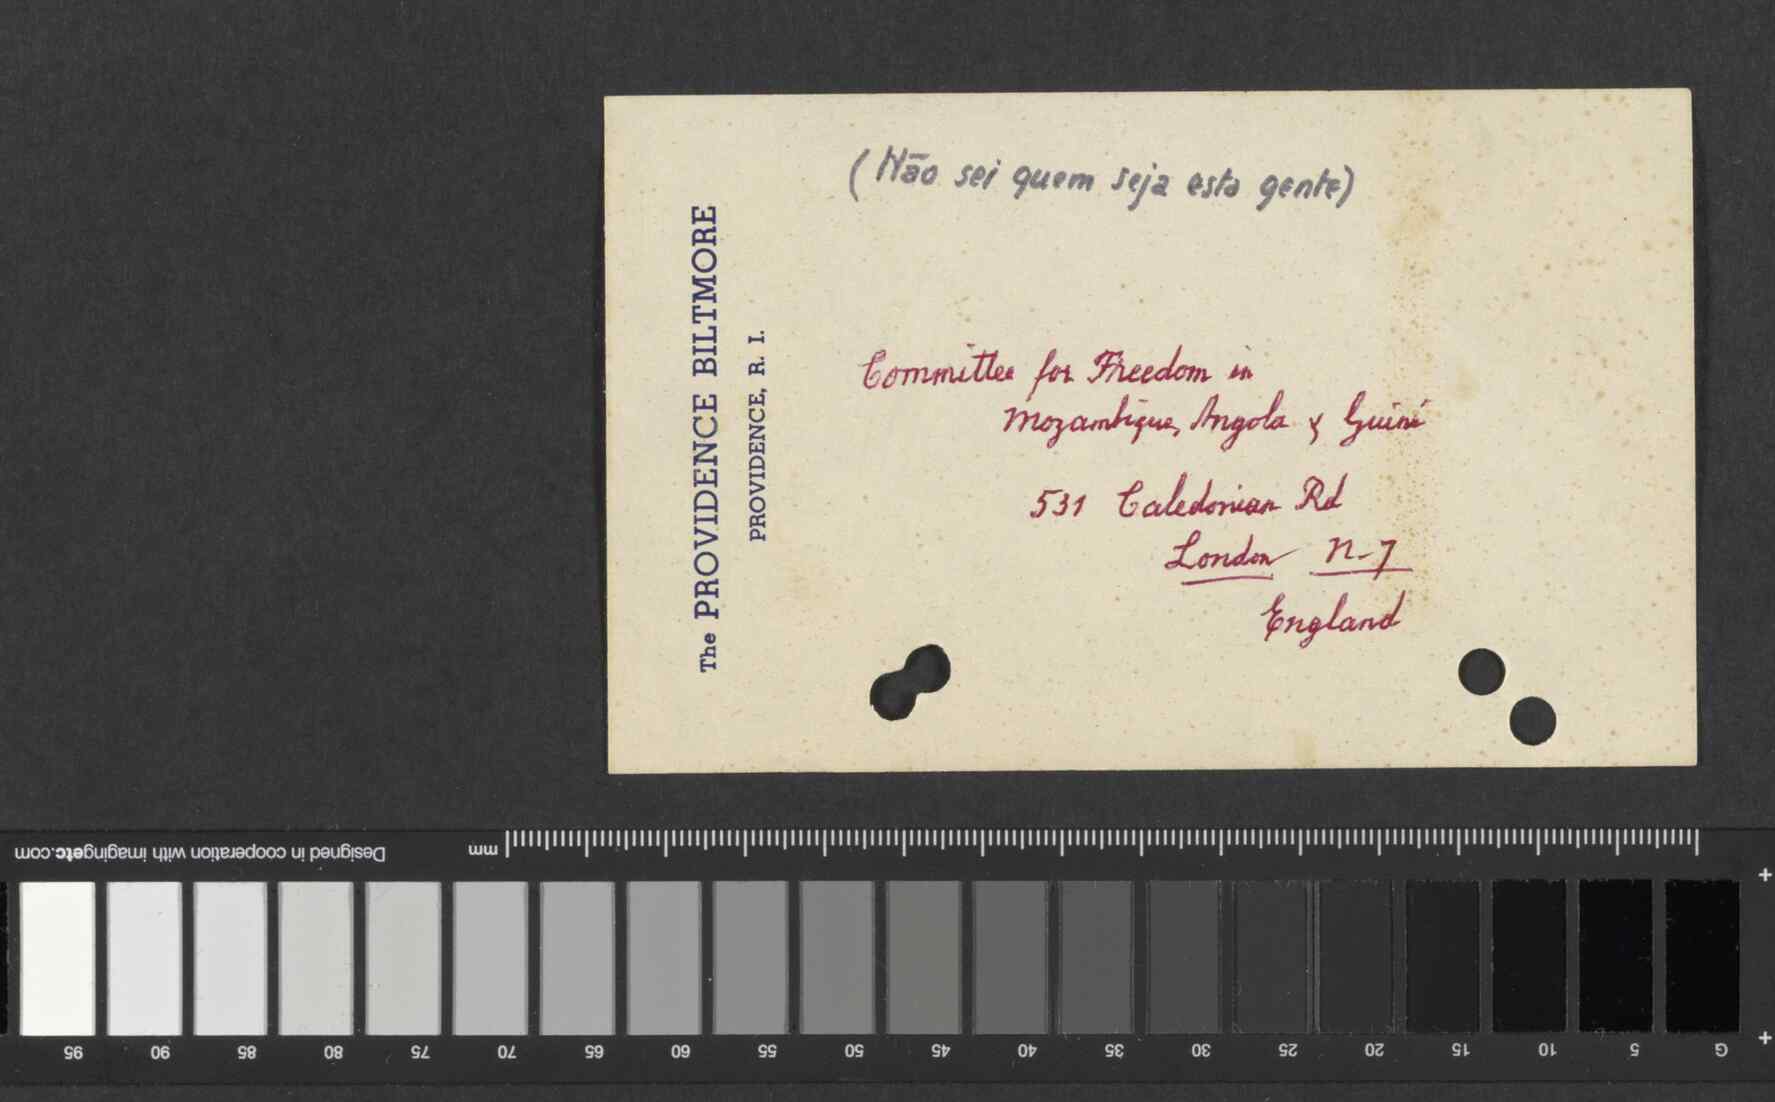 (Não sei quem seja esta gente)
The PROVIDENCE BILTMORE
PROVIDENCE, R. I.
Committee for Freedom in
Mozambique, Angola & Guiné
531 Caledonian Rd
London N-7
England
Designed in cooperation with imagingetc.com
mm
95 90 85 80 75 70 65 60 55 50 45 40 35 30 25 20 15 10 5 G